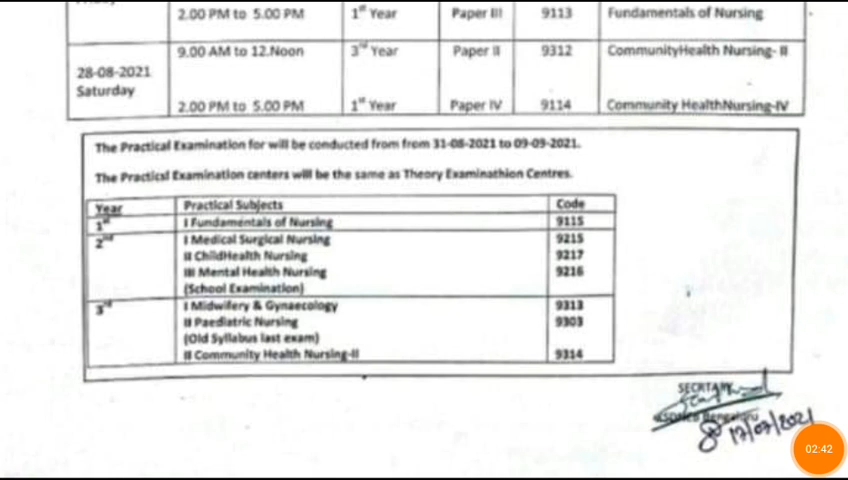 2.00 PM to 5.00 PM 1st Year Paper III 9113 Fundamentals of Nursing
9.00 AM to 12.Noon 3rd Year Paper II 9312 CommunityHealth Nursing- II
28-08-2021
Saturday
2.00 PM to 5.00 PM 1st Year Paper IV 9114 Community HealthNursing-IV
The Practical Examination for will be conducted from from 31-08-2021 to 09-09-2021.
The Practical Examination centers will be the same as Theory Examinathion Centres.
Year Practical Subjects Code
1st I Fundamentals of Nursing 9115
2nd I Medical Surgical Nursing 9215
II ChildHealth Nursing 9217
III Mental Health Nursing 9216
(School Examination)
3rd I Midwifery & Gynaecology 9313
II Paediatric Nursing 9303
(Old Syllabus last exam)
II Community Health Nursing-II 9314
SECRTARY
Bengaluru
17/07/2021
02:42